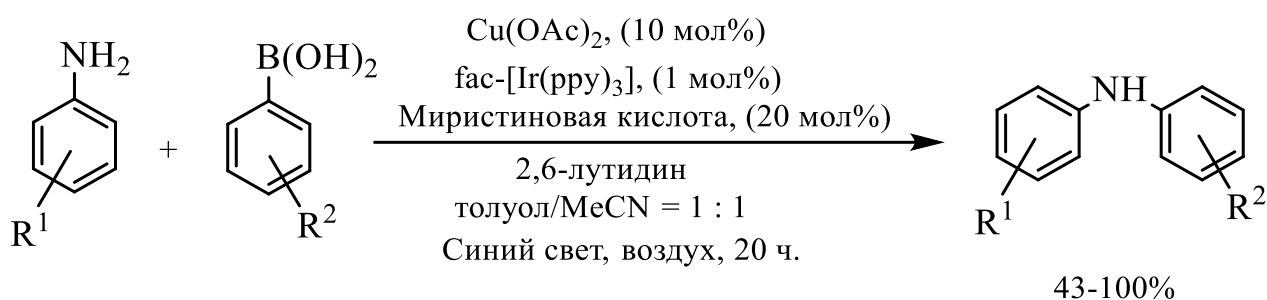 NH₂
R¹
+
B(OH)₂
R²
Cu(OAc)₂, (10 мол%)
fac-[Ir(ppy)₃], (1 мол%)
Миристиновая кислота, (20 мол%)
2,6-лутидин
толуол/MeCN = 1 : 1
Синий свет, воздух, 20 ч.
NH
R¹
R²
43-100%